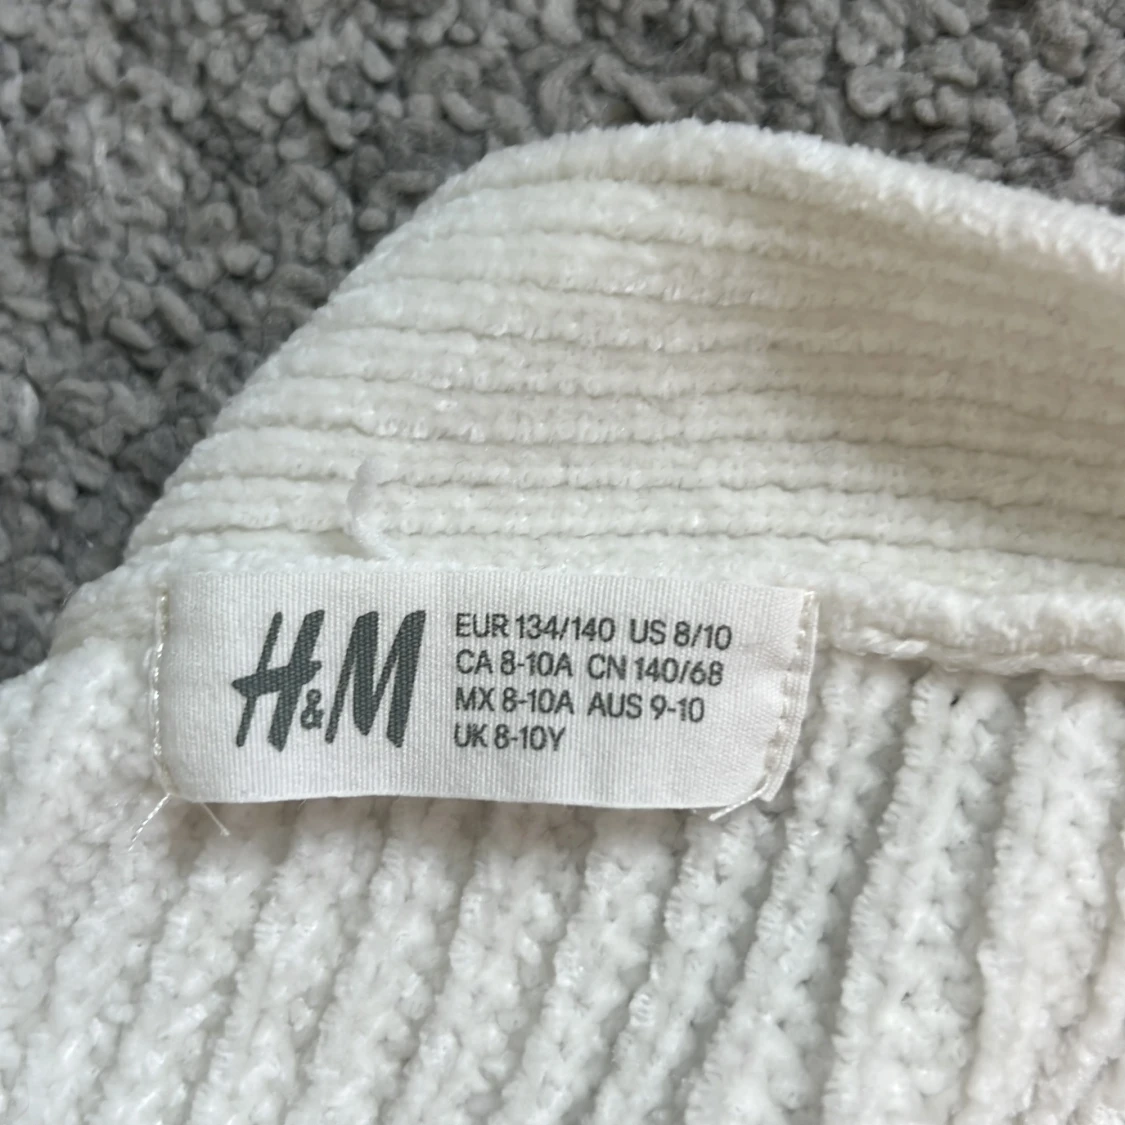 H&M
EUR 134/140 US 8/10
CA 8-10A CN 140/68
MX 8-10A AUS 9-10
UK 8-10Y